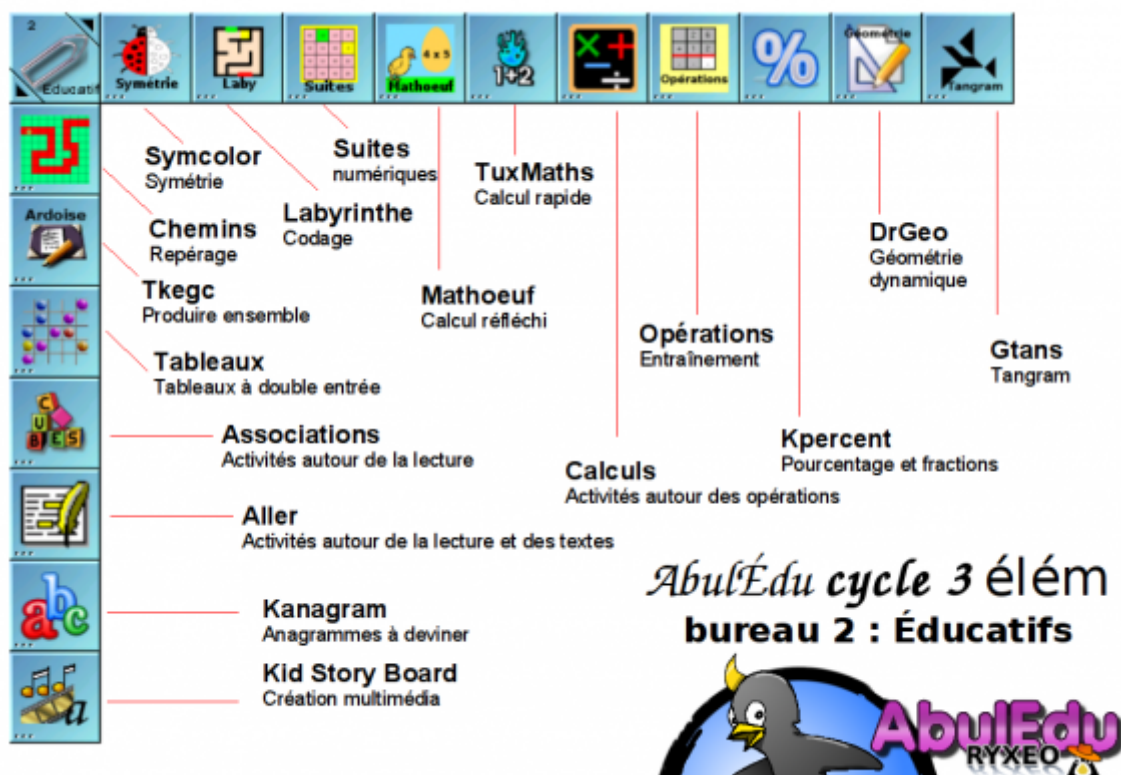 2
Éducatif
Symétrie
Laby
Suites
4 x 5
Mathoeuf
1+2
Opérations
%
Géométrie
Tangram
Symcolor
Symétrie
Suites
numériques
TuxMaths
Calcul rapide
Labyrinthe
Codage
Chemins
Repérage
DrGeo
Géométrie
dynamique
Ardoise
Tkegc
Produire ensemble
Mathoeuf
Calcul réfléchi
Opérations
Entraînement
Gtans
Tangram
Tableaux
Tableaux à double entrée
CUBES
Associations
Activités autour de la lecture
Kpercent
Pourcentage et fractions
Calculs
Activités autour des opérations
Aller
Activités autour de la lecture et des textes
AbulÉdu cycle 3 élém
bureau 2 : Éducatifs
abc
Kanagram
Anagrammes à deviner
Kid Story Board
Création multimédia
a
AbulEdu
RYXEO